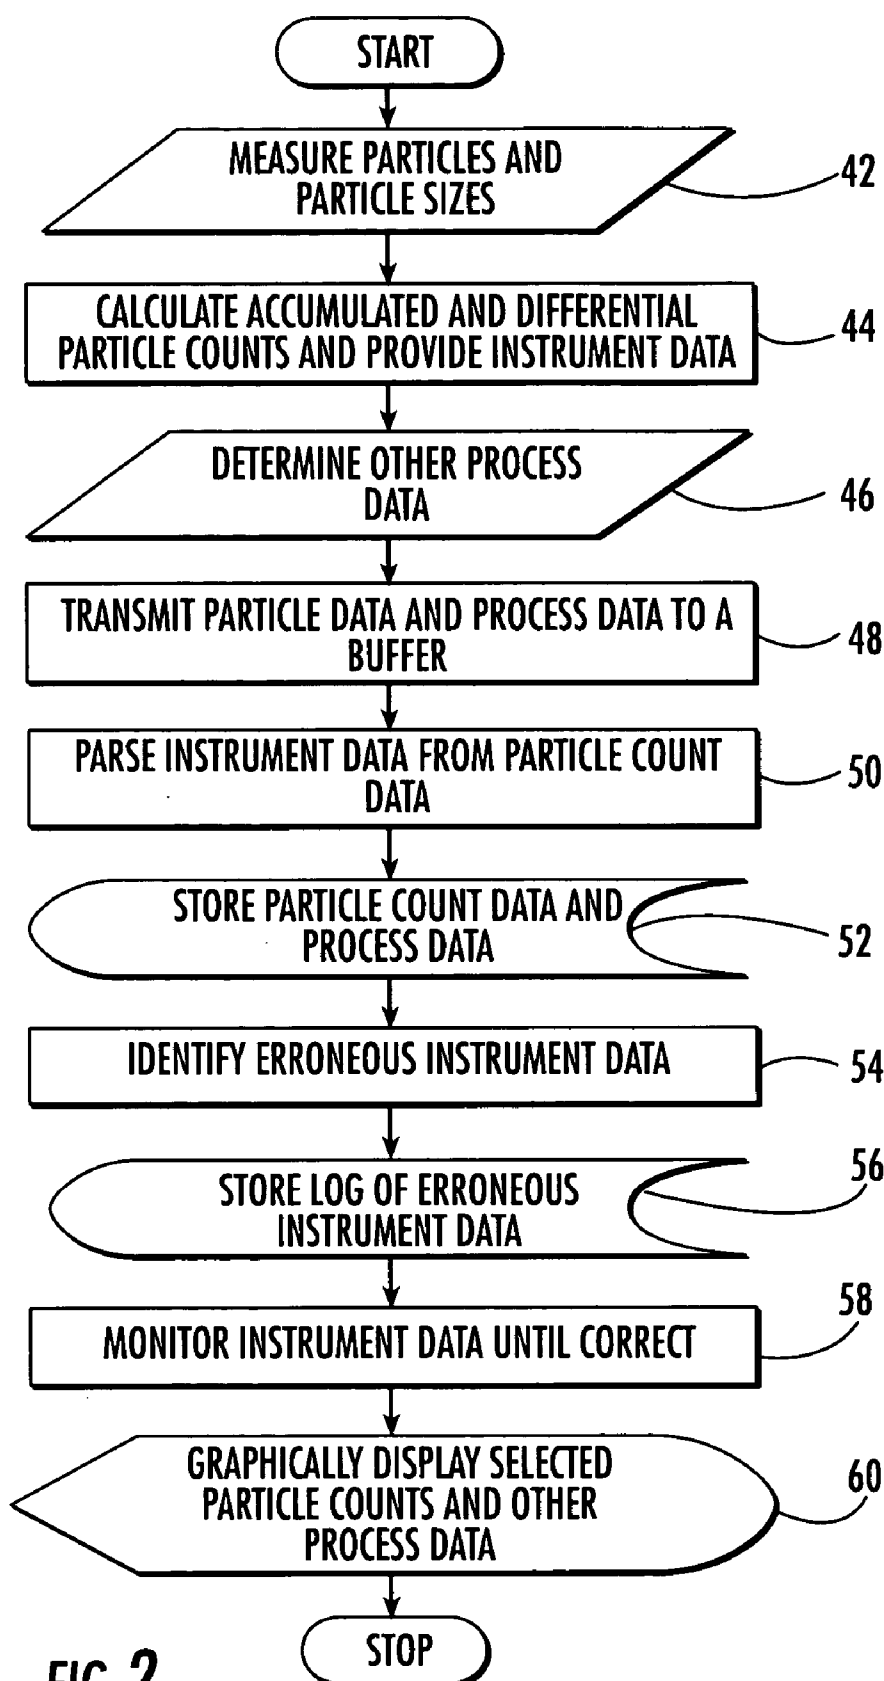 START
MEASURE PARTICLES AND
PARTICLE SIZES
42
CALCULATE ACCUMULATED AND DIFFERENTIAL
PARTICLE COUNTS AND PROVIDE INSTRUMENT DATA
44
DETERMINE OTHER PROCESS
DATA
46
TRANSMIT PARTICLE DATA AND PROCESS DATA TO A
BUFFER
48
PARSE INSTRUMENT DATA FROM PARTICLE COUNT
DATA
50
STORE PARTICLE COUNT DATA AND
PROCESS DATA
52
IDENTIFY ERRONEOUS INSTRUMENT DATA
54
STORE LOG OF ERRONEOUS
INSTRUMENT DATA
56
MONITOR INSTRUMENT DATA UNTIL CORRECT
58
GRAPHICALLY DISPLAY SELECTED
PARTICLE COUNTS AND OTHER
PROCESS DATA
60
STOP
FIG. 2